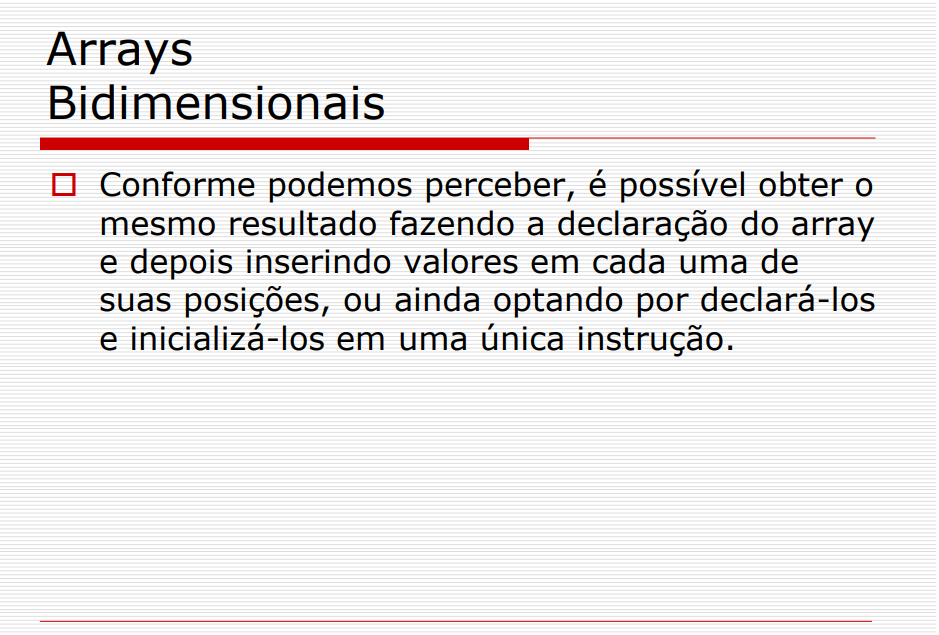 Arrays
Bidimensionais
Conforme podemos perceber, é possível obter o
mesmo resultado fazendo a declaração do array
e depois inserindo valores em cada uma de
suas posições, ou ainda optando por declará-los
e inicializá-los em uma única instrução.